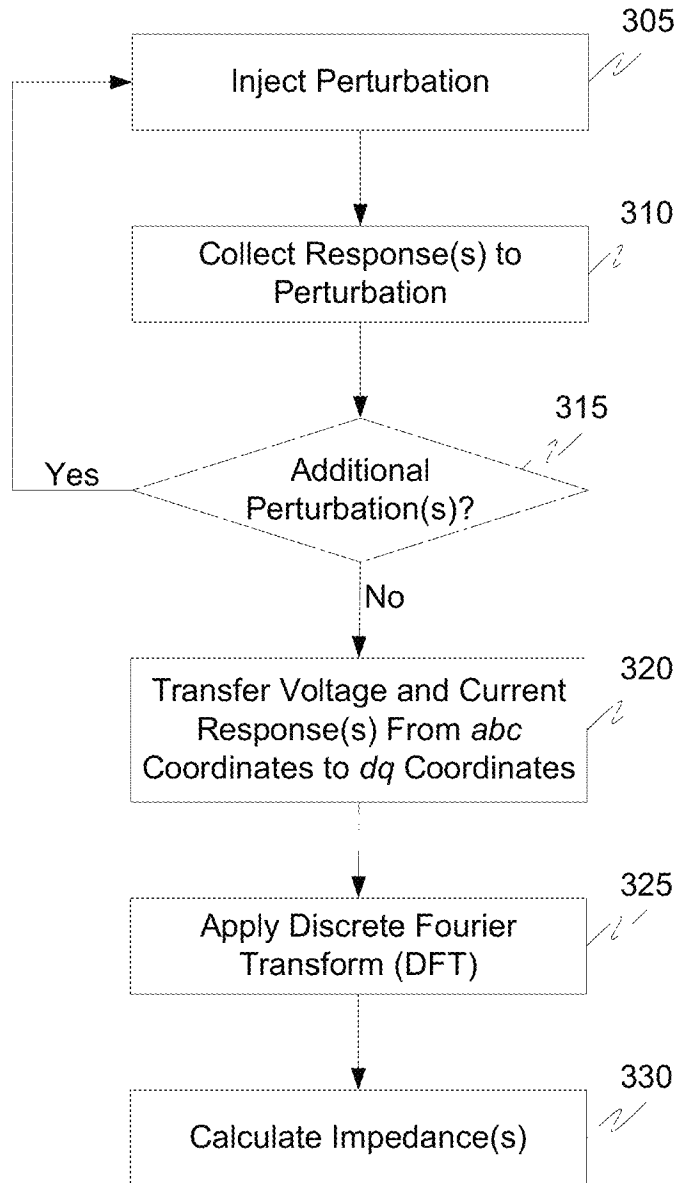 305
Inject Perturbation
310
Collect Response(s) to
Perturbation
315
Additional
Perturbation(s)?
Yes
No
320
Transfer Voltage and Current
Response(s) From abc
Coordinates to dq Coordinates
325
Apply Discrete Fourier
Transform (DFT)
330
Calculate Impedance(s)